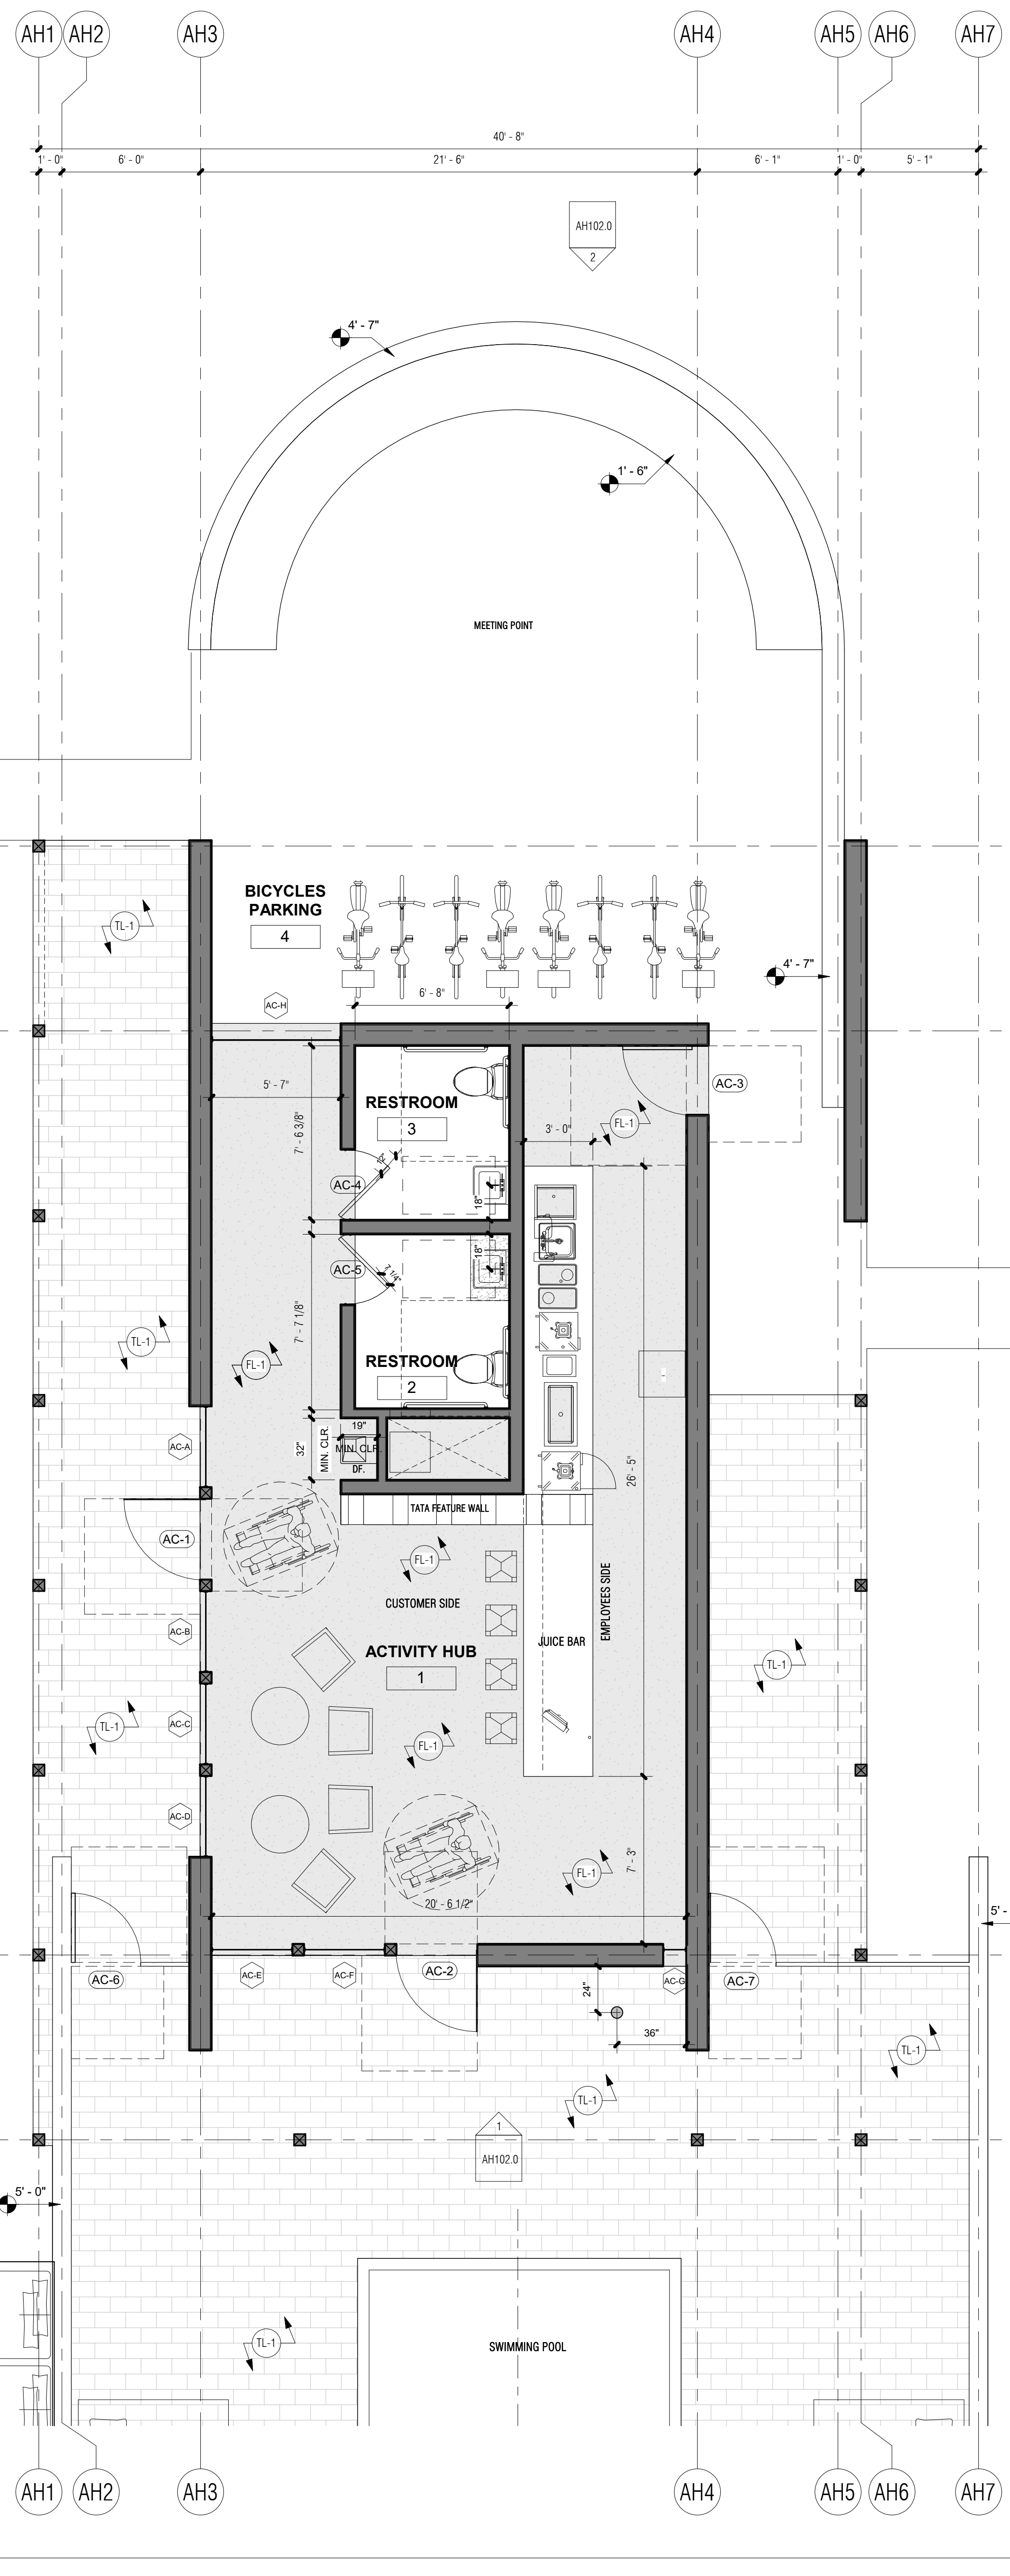 AH1 AH2 AH3 AH4 AH5 AH6 AH7
40' - 8"
1' - 0" 6' - 0" 21' - 6" 6' - 1" 1' - 0" 5' - 1"
AH102.0
2
4' - 7"
1' - 6"
MEETING POINT
BICYCLES
PARKING
4
TL-1
4' - 7"
6' - 8"
AC-H
5' - 7"
AC-3
RESTROOM
3
FL-1
3' - 0"
7' - 6 3/8"
12"
AC-4
18"
18"
AC-5
7 1/4"
7' - 7 1/8"
TL-1
FL-1
RESTROOM
2
19"
MIN. CLR.
32"
MIN. CLR.
DF.
AC-A
26' - 5"
TATA FEATURE WALL
AC-1
FL-1
CUSTOMER SIDE
EMPLOYEES SIDE
AC-B
JUICE BAR
ACTIVITY HUB
1
TL-1
AC-C
TL-1
FL-1
AC-D
7' - 3"
FL-1
20' - 6 1/2"
5' -
AC-6
AC-E
AC-F
AC-2
AC-G
AC-7
24"
36"
TL-1
TL-1
1
AH102.0
5' - 0"
TL-1
SWIMMING POOL
AH1 AH2 AH3 AH4 AH5 AH6 AH7